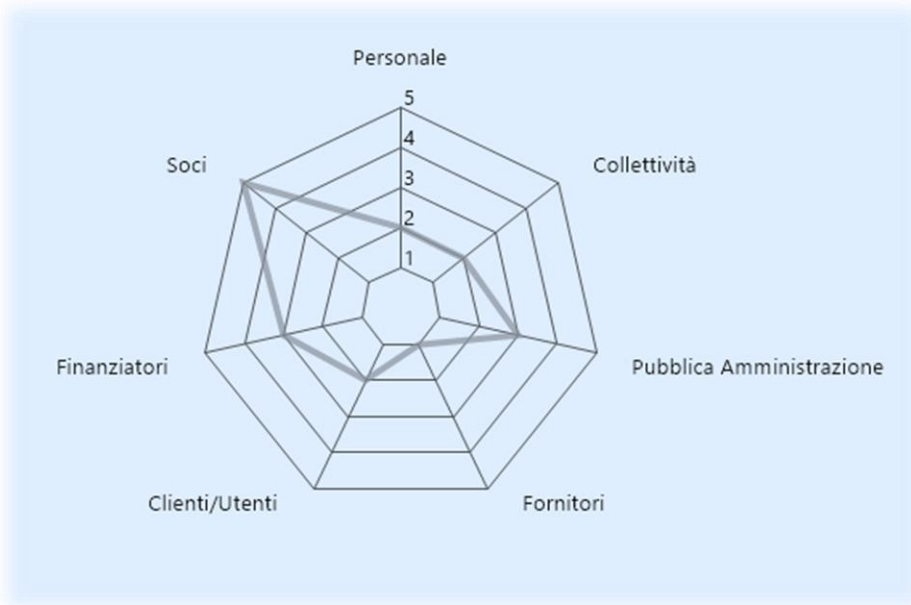 Personale
5
4
3
2
1
Soci
Collettività
Finanziatori
Pubblica Amministrazione
Clienti/Utenti
Fornitori